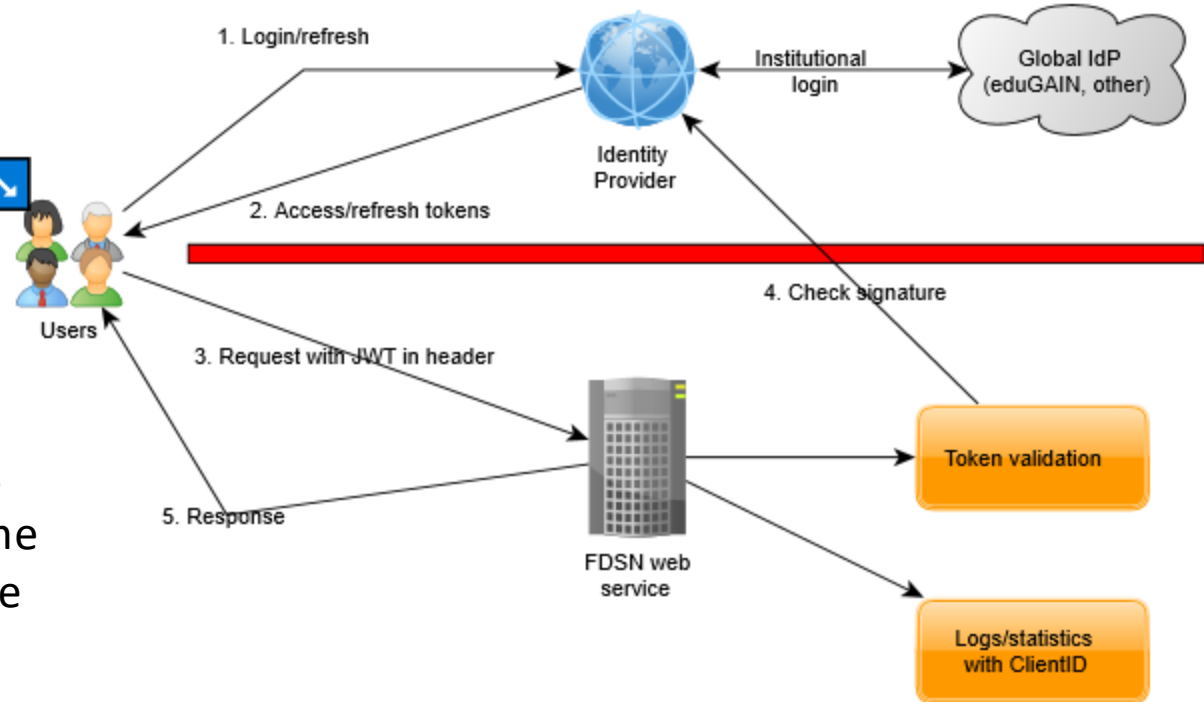 1. Login/refresh
Institutional
login
Global IdP
(eduGAIN, other)
Identity
Provider
2. Access/refresh tokens
4. Check signature
Users
3. Request with JWT in header
Token validation
5. Response
FDSN web
service
Logs/statistics
with ClientID